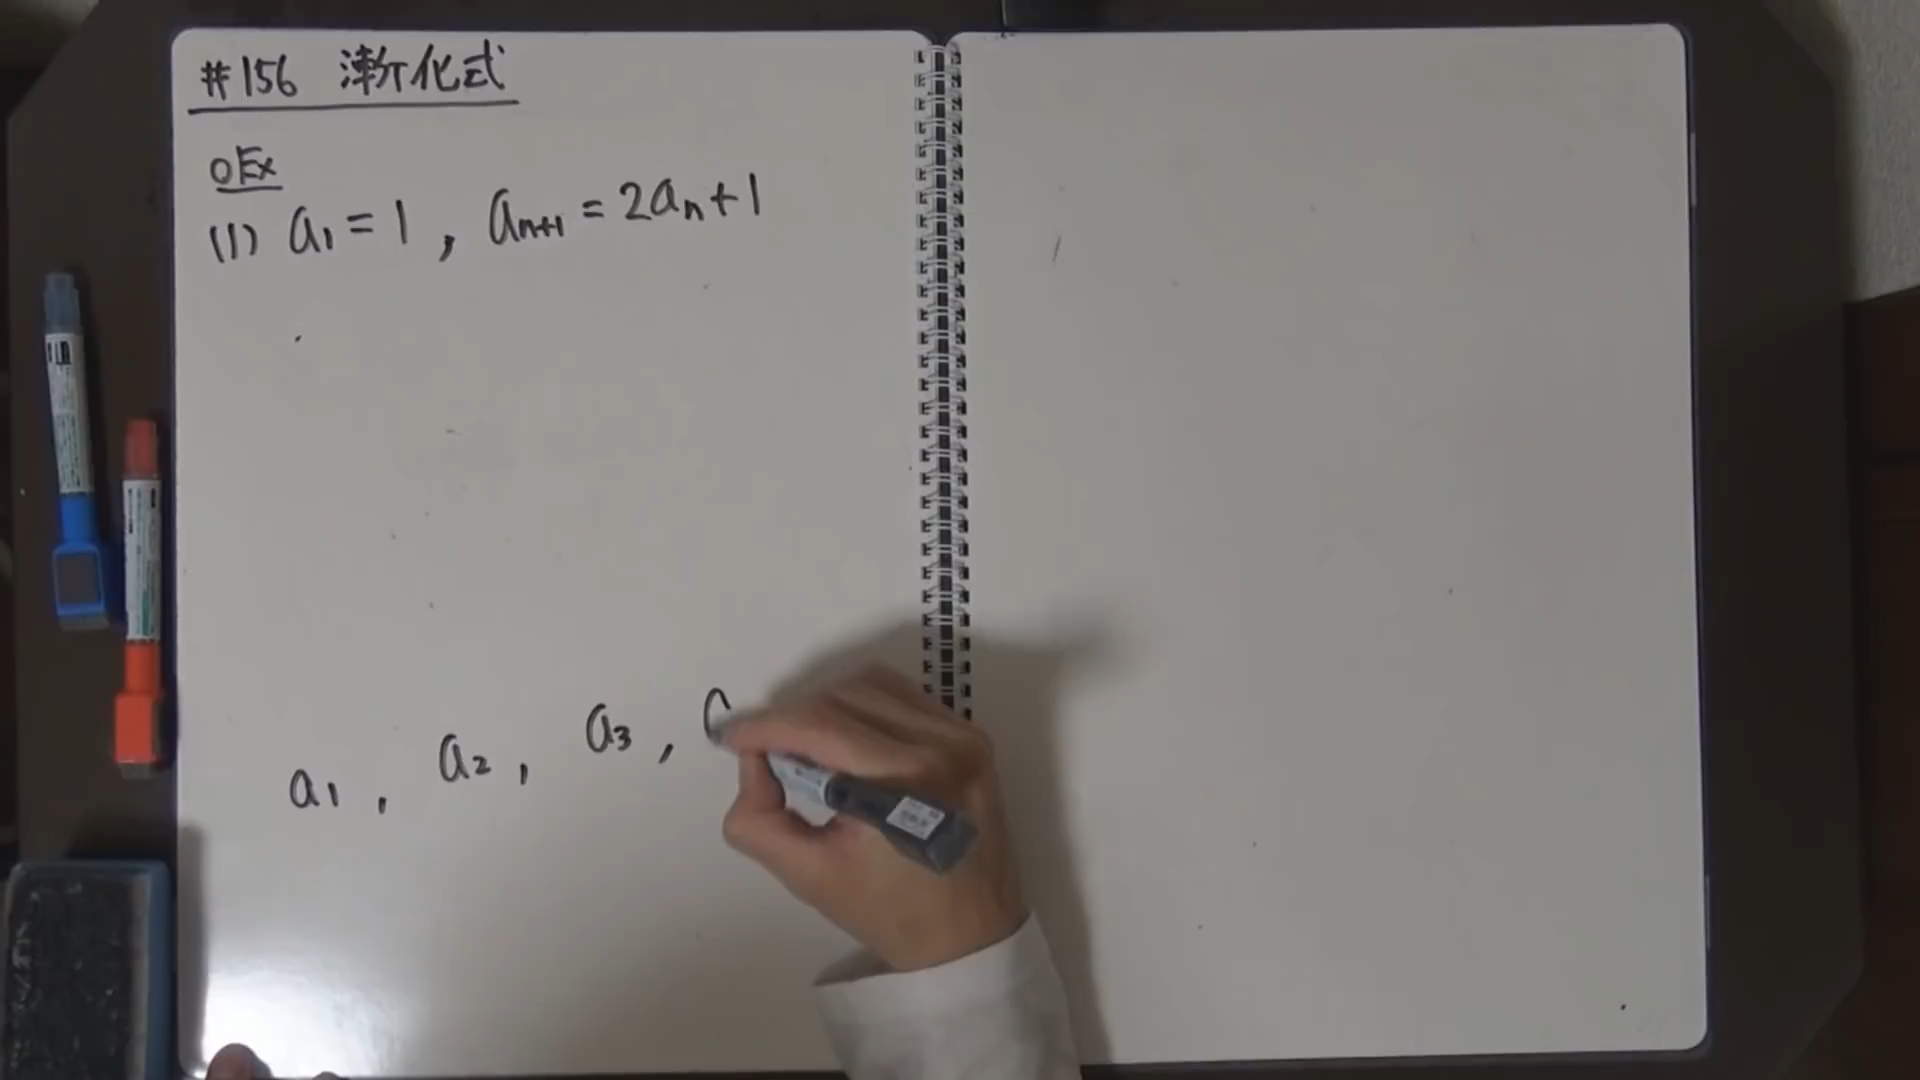 #156 漸化式
○Ex
(1) a₁ = 1 , aₙ₊₁ = 2aₙ + 1
a₁ , a₂ , a₃ , a